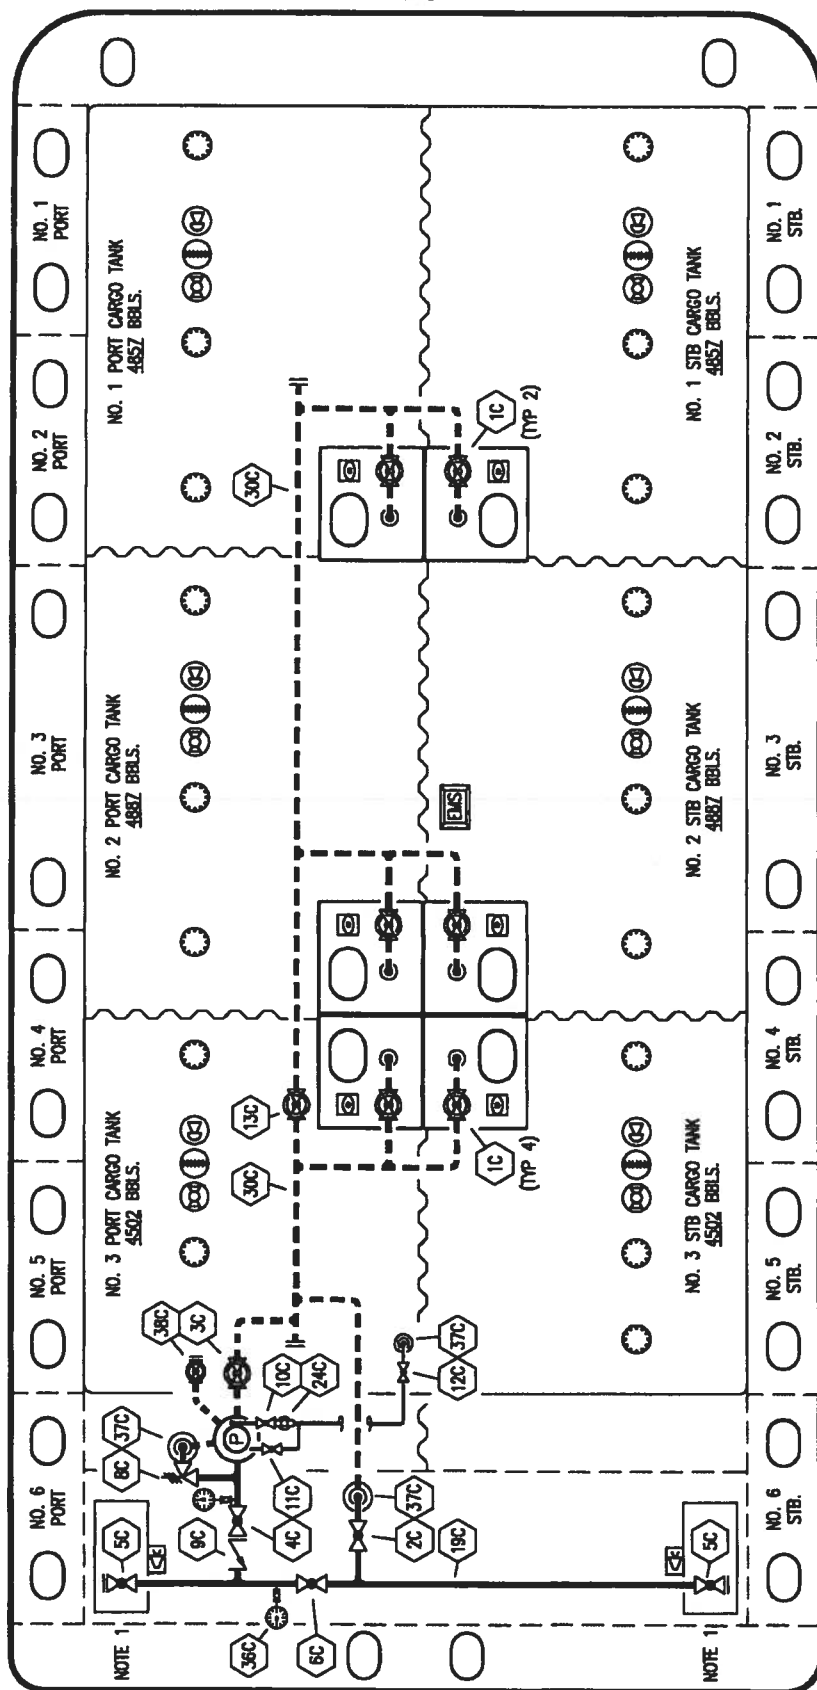 NO. 1
PORT
NO. 2
PORT
NO. 3
PORT
NO. 4
PORT
NO. 5
PORT
NO. 6
PORT
NO. 1 PORT CARGO TANK
4857 BBLS.
NO. 2 PORT CARGO TANK
4887 BBLS.
NO. 3 PORT CARGO TANK
4502 BBLS.
30C
1C
(TYP 2)
EMS
13C
30C
1C
(TYP 4)
38C
3C
10C
24C
37C
12C
37C
8C
P
11C
9C
4C
37C
2C
19C
5C
36C
6C
5C
NOTE 1
NOTE 1
NO. 1 STB CARGO TANK
4857 BBLS.
NO. 2 STB CARGO TANK
4887 BBLS.
NO. 3 STB CARGO TANK
4502 BBLS.
NO. 1
STB.
NO. 2
STB.
NO. 3
STB.
NO. 4
STB.
NO. 5
STB.
NO. 6
STB.